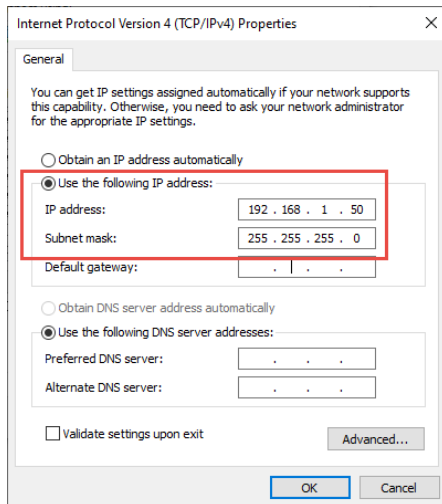 Internet Protocol Version 4 (TCP/IPv4) Properties
General
You can get IP settings assigned automatically if your network supports
this capability. Otherwise, you need to ask your network administrator
for the appropriate IP settings.
Obtain an IP address automatically
Use the following IP address:
IP address: 192 . 168 . 1 . 50
Subnet mask: 255 . 255 . 255 . 0
Default gateway: . . .
Obtain DNS server address automatically
Use the following DNS server addresses:
Preferred DNS server: . . .
Alternate DNS server: . . .
Validate settings upon exit
Advanced...
OK Cancel